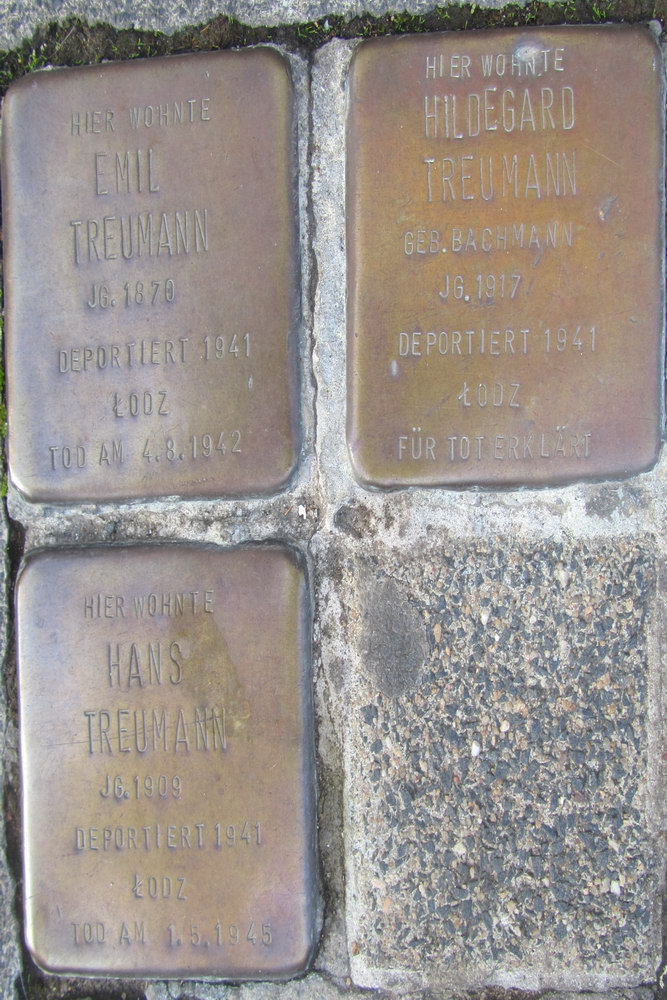 HIER WOHNTE
EMIL
TREUMANN
JG. 1870
DEPORTIERT 1941
ŁODZ
TOD AM 4.8.1942
HIER WOHNTE
HILDEGARD
TREUMANN
GEB. BACHMANN
JG. 1917
DEPORTIERT 1941
ŁODZ
FÜR TOT ERKLÄRT
HIER WOHNTE
HANS
TREUMANN
JG. 1909
DEPORTIERT 1941
ŁODZ
TOD AM 1.5.1945